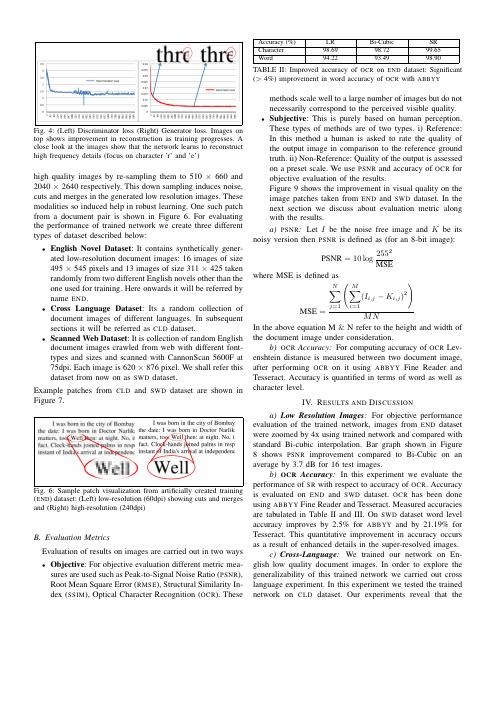 thre thre
Fig. 4: (Left) Discriminator loss (Right) Generator loss. Images on
top shows improvement in reconstruction as training progresses. A
close look at the images show that the network learns to reconstruct
high frequency details (focus on character 'r' and 'e')
high quality images by re-sampling them to 510 × 660 and
2040 × 2640 respectively. This down sampling induces noise,
cuts and merges in the generated low resolution images. These
modalities so induced help in robust learning. One such patch
from a document pair is shown in Figure 6. For evaluating
the performance of trained network we create three different
types of dataset described below:
• English Novel Dataset: It contains synthetically gener-
ated low-resolution document images: 16 images of size
495 × 545 pixels and 13 images of size 311 × 425 taken
randomly from two different English novels other than the
one used for training. Here onwards it will be referred by
name END.
• Cross Language Dataset: Its a random collection of
document images of different languages. In subsequent
sections it will be referred as CLD dataset.
• Scanned Web Dataset: It is collection of random English
document images crawled from web with different font-
types and sizes and scanned with CannonScan 5600F at
75dpi. Each image is 620 × 876 pixel. We shall refer this
dataset from now on as SWD dataset.
Example patches from CLD and SWD dataset are shown in
Figure 7.
I was born in the city of Bombay
the date: I was born in Doctor Narlik
matters, too. Well then: at night. No, i
fact. Clock-hands joined palms in resp
instant of India's arrival at independenc
Well
I was born in the city of Bombay
the date: I was born in Doctor Narlik
matters, too. Well then: at night. No, it
fact. Clock-hands joined palms in resp
instant of India's arrival at independenc
Well
Fig. 6: Sample patch visualization from artificially created training
(END) dataset: (Left) low-resolution (60dpi) showing cuts and merges
and (Right) high-resolution (240dpi)
B. Evaluation Metrics
Evaluation of results on images are carried out in two ways
• Objective: For objective evaluation different metric mea-
sures are used such as Peak-to-Signal Noise Ratio (PSNR),
Root Mean Square Error (RMSE), Structural Similarity In-
dex (SSIM), Optical Character Recognition (OCR). These
Accuracy (%) LR Bi-Cubic SR
Character 98.69 98.72 99.65
Word 94.22 93.49 98.90
TABLE II: Improved accuracy of OCR on END dataset: Significant
(> 4%) improvement in word accuracy of OCR with ABBYY
methods scale well to a large number of images but do not
necessarily correspond to the perceived visible quality.
• Subjective: This is purely based on human perception.
These types of methods are of two types. i) Reference:
In this method a human is asked to rate the quality of
the output image in comparison to the reference ground
truth. ii) Non-Reference: Quality of the output is assessed
on a preset scale. We use PSNR and accuracy of OCR for
objective evaluation of the results.
Figure 9 shows the improvement in visual quality on the
image patches taken from END and SWD dataset. In the
next section we discuss about evaluation metric along
with the results.
a) PSNR: Let I be the noise free image and K be its
noisy version then PSNR is defined as (for an 8-bit image):
PSNR = 10 log 255² / MSE
where MSE is defined as
MSE = ∑_{j=1}^{N} ( ∑_{i=1}^{M} (I_{i,j} − K_{i,j})² ) / MN
In the above equation M & N refer to the height and width of
the document image under consideration.
b) OCR Accuracy: For computing accuracy of OCR Lev-
enshtein distance is measured between two document image,
after performing OCR on it using ABBYY Fine Reader and
Tesseract. Accuracy is quantified in terms of word as well as
character level.
IV. RESULTS AND DISCUSSION
a) Low Resolution Images: For objective performance
evaluation of the trained network, images from END dataset
were zoomed by 4x using trained network and compared with
standard Bi-cubic interpolation. Bar graph shown in Figure
8 shows PSNR improvement compared to Bi-Cubic on an
average by 3.7 dB for 16 test images.
b) OCR Accuracy: In this experiment we evaluate the
performance of SR with respect to accuracy of OCR. Accuracy
is evaluated on END and SWD dataset. OCR has been done
using ABBYY Fine Reader and Tesseract. Measured accuracies
are tabulated in Table II and III. On SWD dataset word level
accuracy improves by 2.5% for ABBYY and by 21.19% for
Tesseract. This quantitative improvement in accuracy occurs
as a result of enhanced details in the super-resolved images.
c) Cross-Language: We trained our network on En-
glish low quality document images. In order to explore the
generalizability of this trained network we carried out cross
language experiment. In this experiment we tested the trained
network on CLD dataset. Our experiments reveal that the